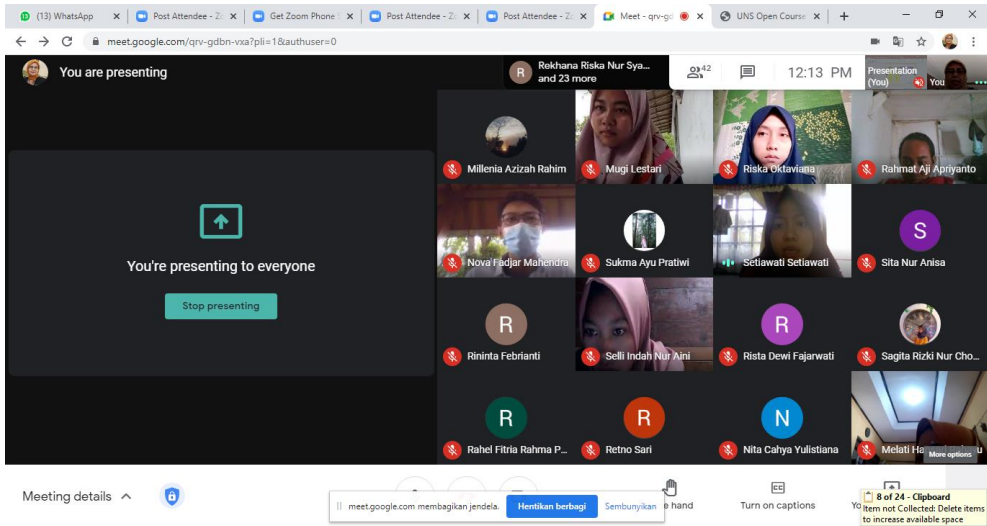 (13) WhatsApp
Post Attendee - Zo
Get Zoom Phone
Post Attendee - Zo
Post Attendee - Zo
Meet - qrv-gd
UNS Open Course
meet.google.com/qrv-gdbn-vxa?pli=1&authuser=0
You are presenting
R
Rekhana Riska Nur Sya...
and 23 more
42
12:13 PM
Presentation
(You)
You
Millenia Azizah Rahim
Mugi Lestari
Riska Oktaviana
Rahmat Aji Apriyanto
You're presenting to everyone
Stop presenting
Nova Fadjar Mahendra
Sukma Ayu Pratiwi
Setiawati Setiawati
S
Sita Nur Anisa
R
Rininta Febrianti
Selli Indah Nur Aini
R
Rista Dewi Fajarwati
Sagita Rizki Nur Cho...
R
Rahel Fitria Rahma P...
R
Retno Sari
N
Nita Cahya Yulistiana
Melati
More options
Meeting details
meet.google.com membagikan jendela.
Hentikan berbagi
Sembunyikan
hand
CC
Turn on captions
8 of 24 - Clipboard
Item not Collected: Delete items
to increase available space